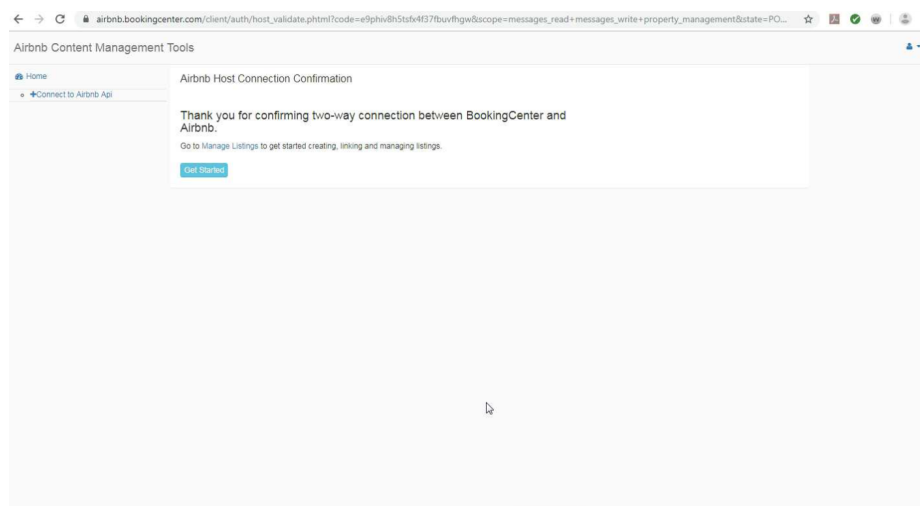 airbnb.bookingcenter.com/client/auth/host_validate.phtml?code=e9phiv8h5tsfx4f37fbuvfhgw&scope=messages_read+messages_write+property_management&state=PO...
Airbnb Content Management Tools
Home
Connect to Airbnb Api
Airbnb Host Connection Confirmation
Thank you for confirming two-way connection between BookingCenter and
Airbnb.
Go to Manage Listings to get started creating, linking and managing listings.
Get Started